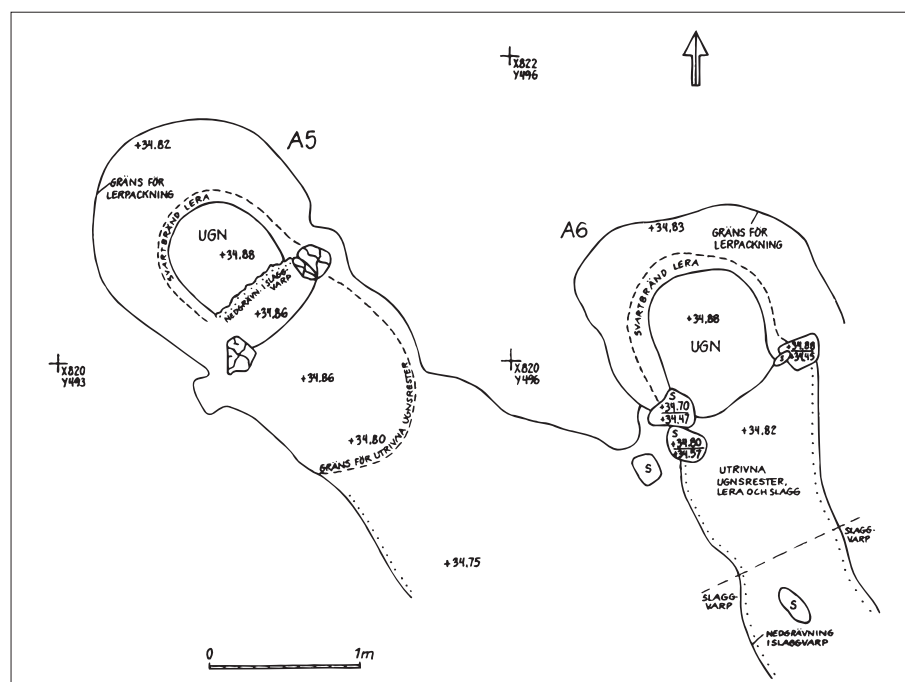 X822
Y496
A5
+34.82
GRÄNS FÖR
LERPACKNING
SVARTBRÄND LERA
UGN
+34.88
NEDGRÄVN. I SLAGG-
VARP
+34.86
X820
Y493
+34.86
+34.80
GRÄNS FÖR UTRIVNA UGNSRESTER
+34.75
0 1m
A6
+34.83
GRÄNS FÖR
LERPACKNING
SVARTBRÄND LERA
+34.88
UGN
X820
Y496
+34.88
+34.45
S
S
+34.70
+34.47
S
+34.80
+34.57
S
+34.82
UTRIVNA
UGNSRESTER,
LERA OCH SLAGG
SLAGG-
VARP
SLAGG-
VARP
S
NEDGRÄVNING
I SLAGGVARP